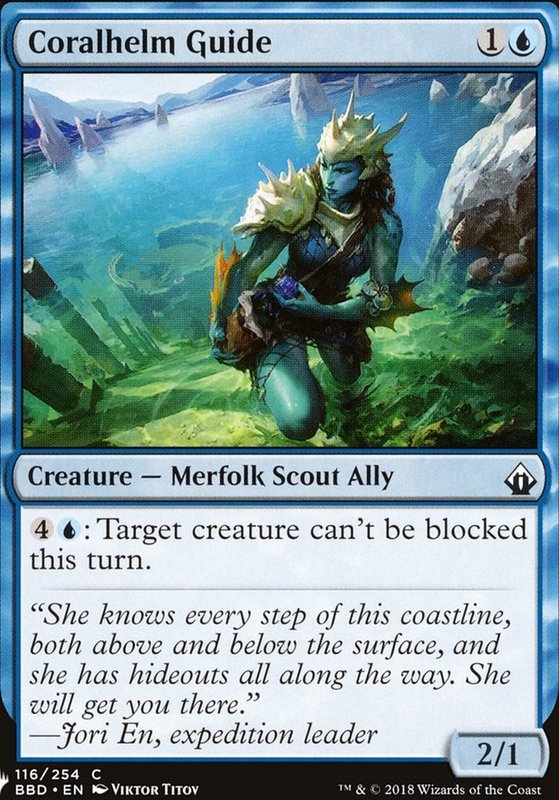 Coralhelm Guide 1
Creature — Merfolk Scout Ally
4 : Target creature can't be blocked
this turn.
“She knows every step of this coastline,
both above and below the surface, and
she has hideouts all along the way. She
will get you there.”
—Jori En, expedition leader
2/1
116/254 C
BBD • EN Viktor Titov
™ & © 2018 Wizards of the Coast